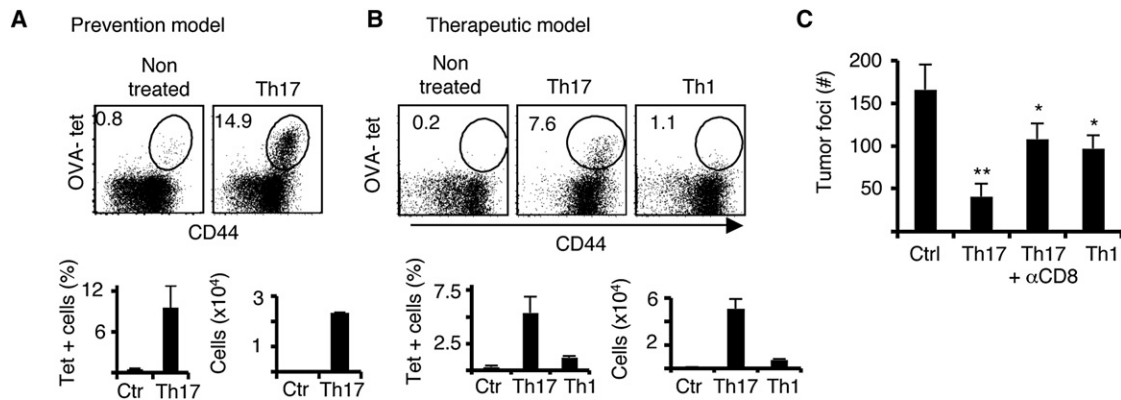 A Prevention model
Non treated
Th17
0.8
14.9
OVA- tet
CD44
Tet + cells (%)
12
6
Ctr Th17
Cells (x10⁴)
3
2
1
Ctr Th17
B Therapeutic model
Non treated
Th17
Th1
0.2
7.6
1.1
OVA- tet
CD44
Tet + cells (%)
7.5
5
2.5
Ctr Th17 Th1
Cells (x10⁴)
6
4
2
Ctr Th17 Th1
C
Tumor foci (#)
200
150
100
50
**
*
*
Ctrl Th17 Th17 Th1
+ αCD8